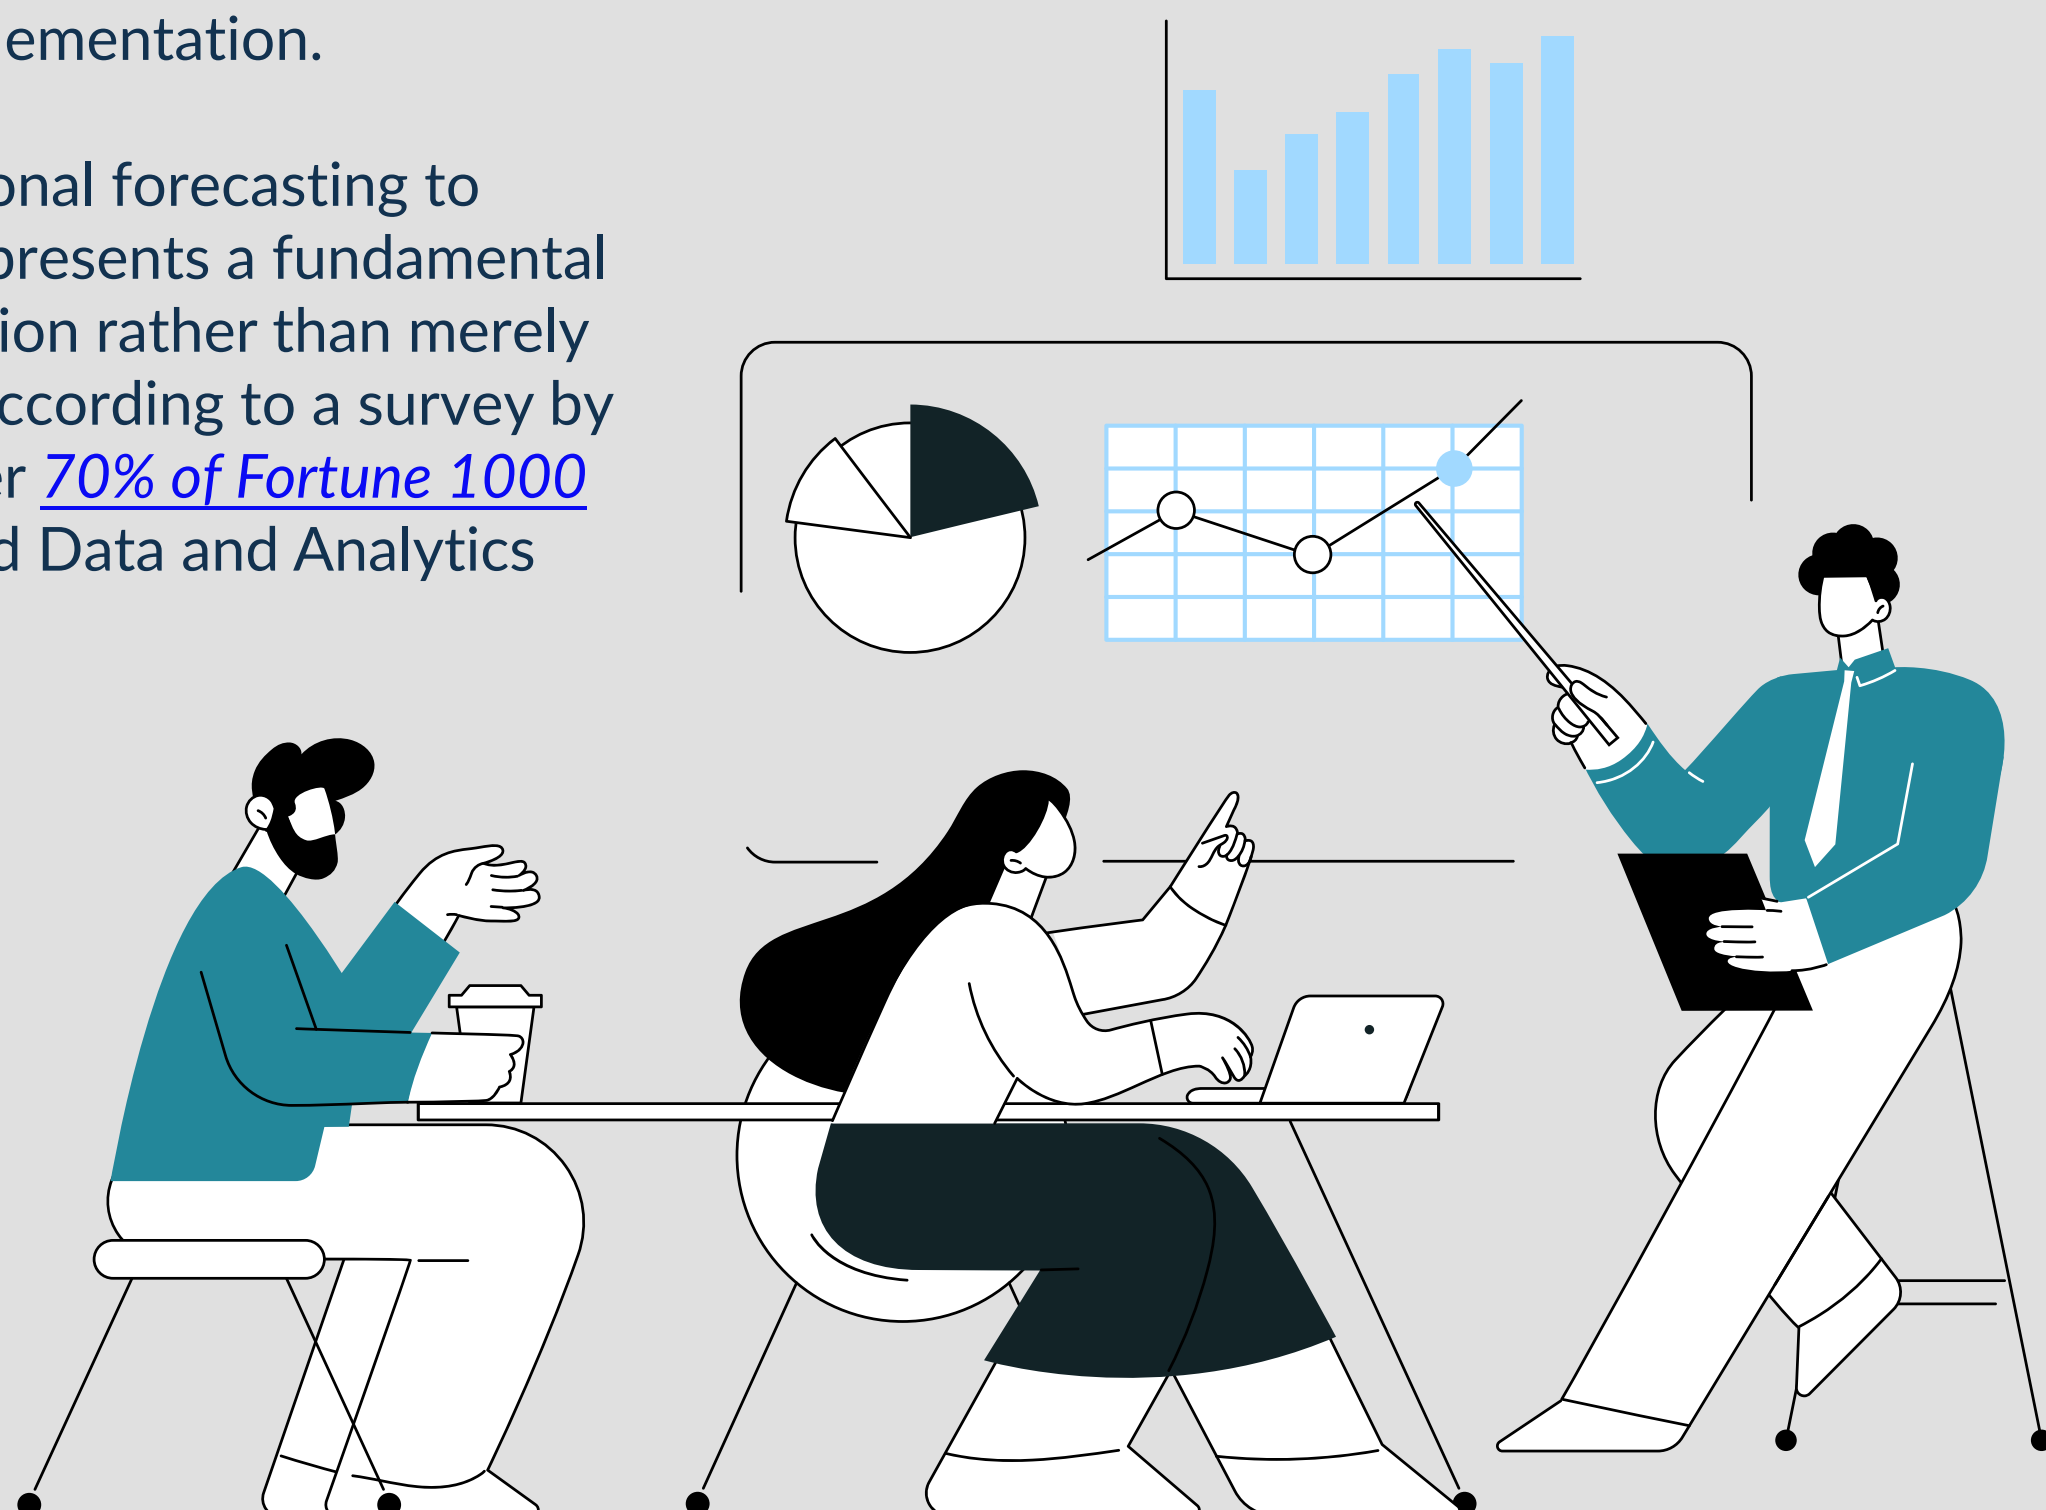 ementation.
onal forecasting to
presents a fundamental
ion rather than merely
ccording to a survey by
er 70% of Fortune 1000
d Data and Analytics